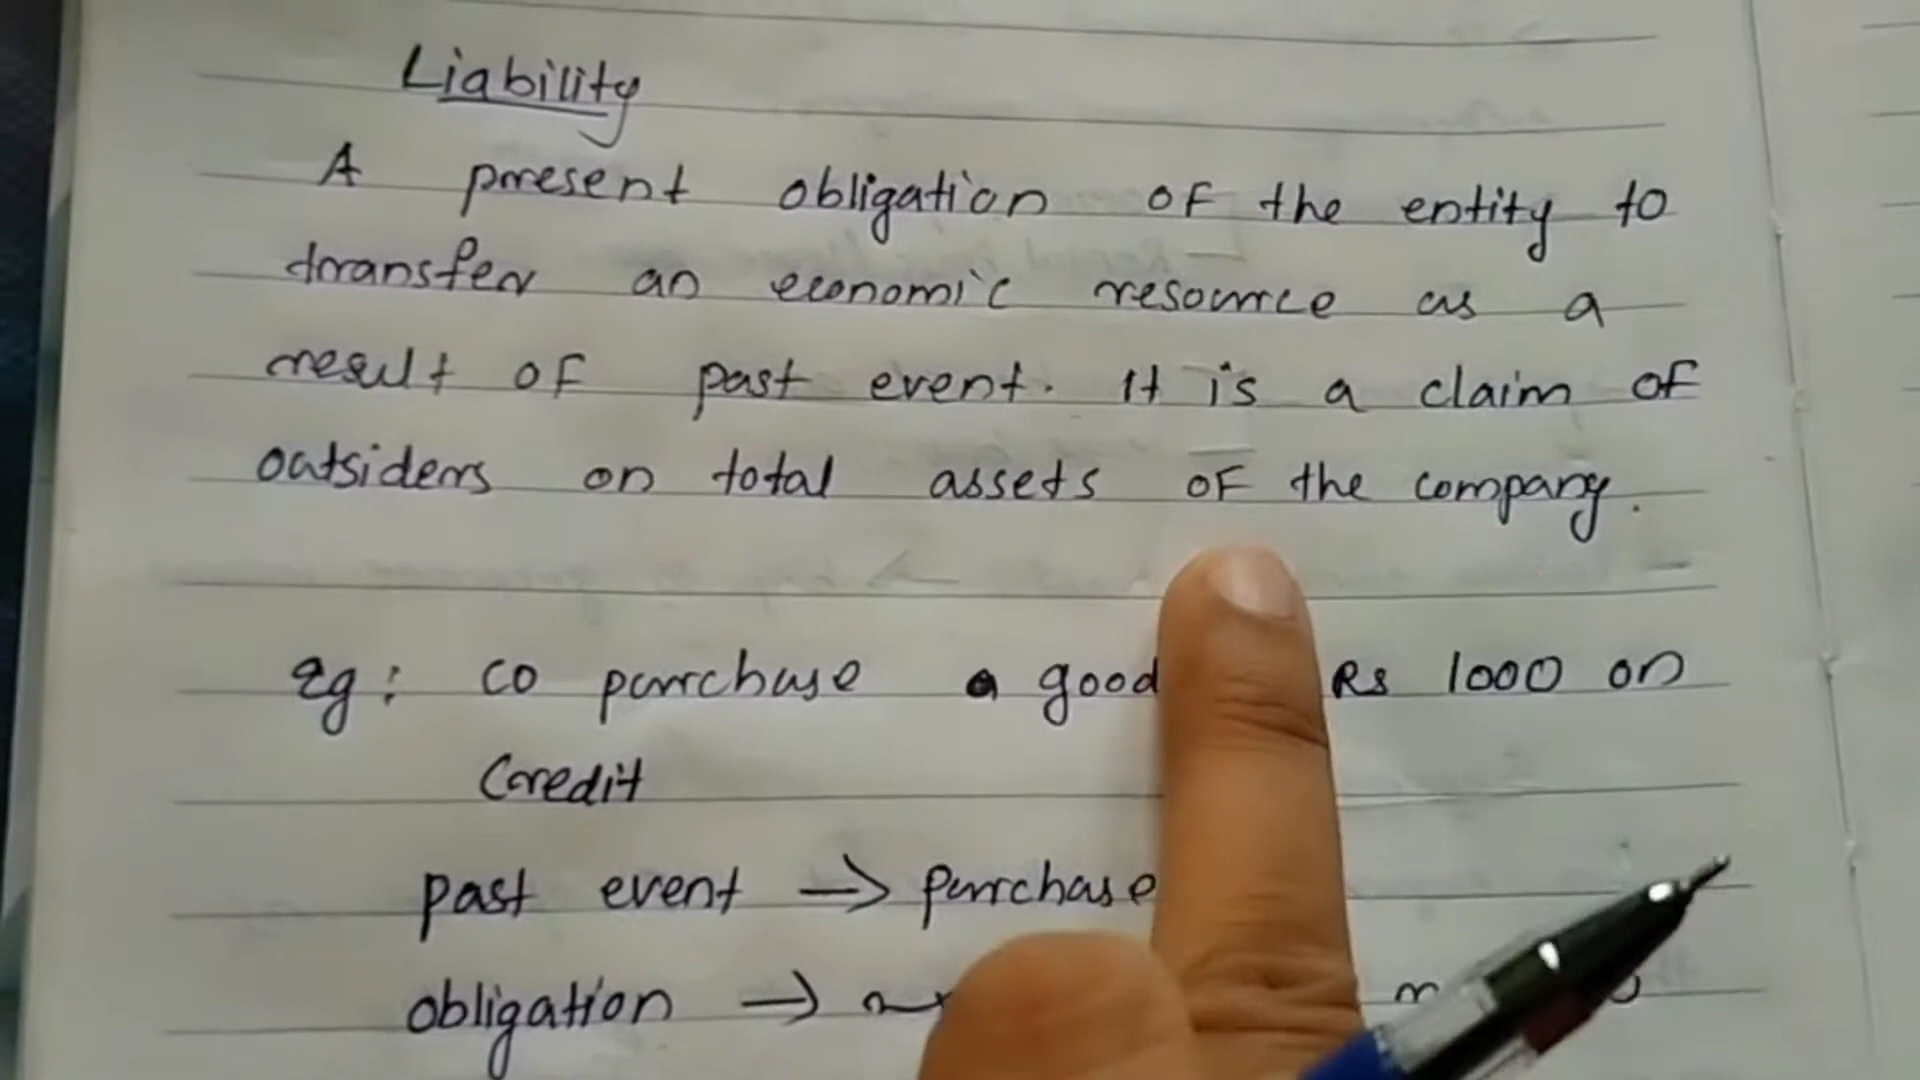 Liability
A present obligation of the entity to
transfer an economic resource as a
result of past event. It is a claim of
outsiders on total assets of the company.
eg: co purchase a good Rs 1000 on
Credit
past event → purchase
obligation →